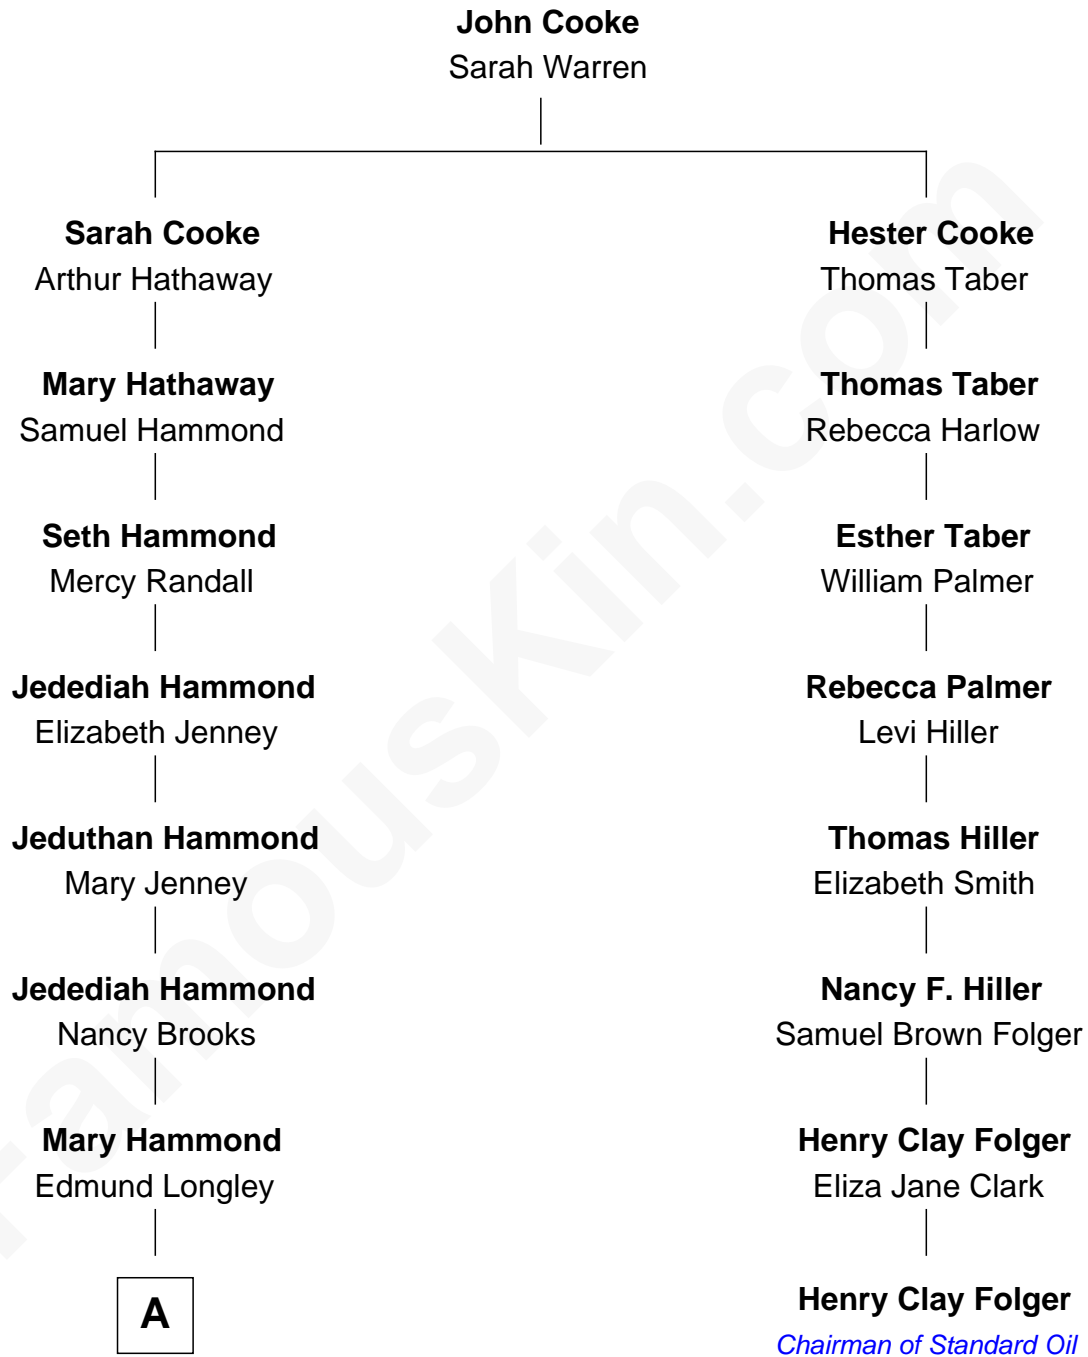 John Cooke
Sarah Warren
Sarah Cooke
Arthur Hathaway
Hester Cooke
Thomas Taber
Mary Hathaway
Samuel Hammond
Thomas Taber
Rebecca Harlow
Seth Hammond
Mercy Randall
Esther Taber
William Palmer
Jedediah Hammond
Elizabeth Jenney
Rebecca Palmer
Levi Hiller
Jeduthan Hammond
Mary Jenney
Thomas Hiller
Elizabeth Smith
Jedediah Hammond
Nancy Brooks
Nancy F. Hiller
Samuel Brown Folger
Mary Hammond
Edmund Longley
Henry Clay Folger
Eliza Jane Clark
A
Henry Clay Folger
Chairman of Standard Oil
FamousKin.com